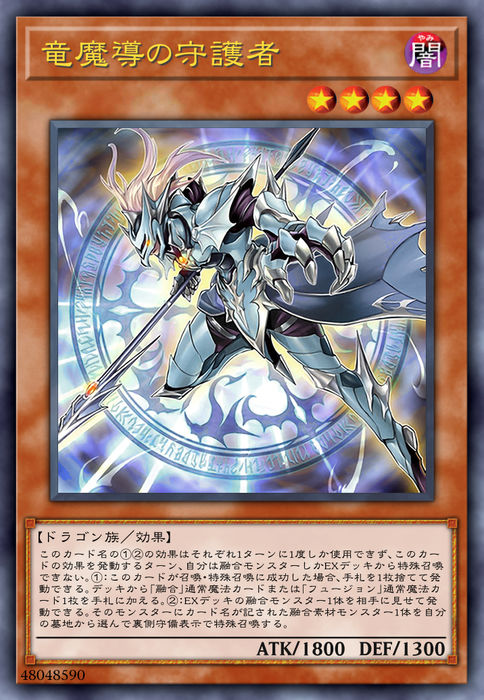 竜魔導の守護者
やみ
闇
【ドラゴン族／効果】
このカード名の①②の効果はそれぞれ1ターンに1度しか使用できず、このカー
ドの効果を発動するターン、自分は融合モンスターしかEXデッキから特殊召喚
できない。①：このカードが召喚・特殊召喚に成功した場合、手札を1枚捨てて発
動できる。デッキから「融合」通常魔法カードまたは「フュージョン」通常魔法カ
ード1枚を手札に加える。②：EXデッキの融合モンスター1体を相手に見せて発
動できる。そのモンスターにカード名が記された融合素材モンスター1体を自分
の墓地から選んで裏側守備表示で特殊召喚する。
ATK/1800 DEF/1300
48048590